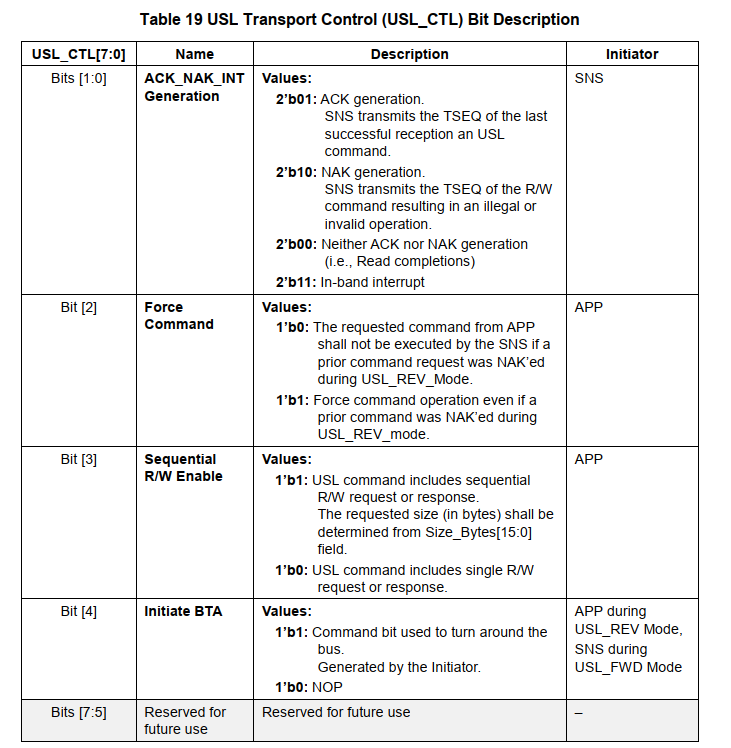 Table 19 USL Transport Control (USL_CTL) Bit Description
USL_CTL[7:0] Name Description Initiator
Bits [1:0] ACK_NAK_INT Values: SNS
Generation
2’b01: ACK generation.
SNS transmits the TSEQ of the last
successful reception an USL
command.
2’b10: NAK generation.
SNS transmits the TSEQ of the R/W
command resulting in an illegal or
invalid operation.
2’b00: Neither ACK nor NAK generation
(i.e., Read completions)
2’b11: In-band interrupt
Bit [2] Force Values: APP
Command
1’b0: The requested command from APP
shall not be executed by the SNS if a
prior command request was NAK’ed
during USL_REV_Mode.
1’b1: Force command operation even if a
prior command was NAK’ed during
USL_REV_mode.
Bit [3] Sequential Values: APP
R/W Enable
1’b1: USL command includes sequential
R/W request or response.
The requested size (in bytes) shall be
determined from Size_Bytes[15:0]
field.
1’b0: USL command includes single R/W
request or response.
Bit [4] Initiate BTA Values: APP during
USL_REV Mode,
SNS during
USL_FWD Mode
1’b1: Command bit used to turn around the
bus.
Generated by the Initiator.
1’b0: NOP
Bits [7:5] Reserved for Reserved for future use –
future use